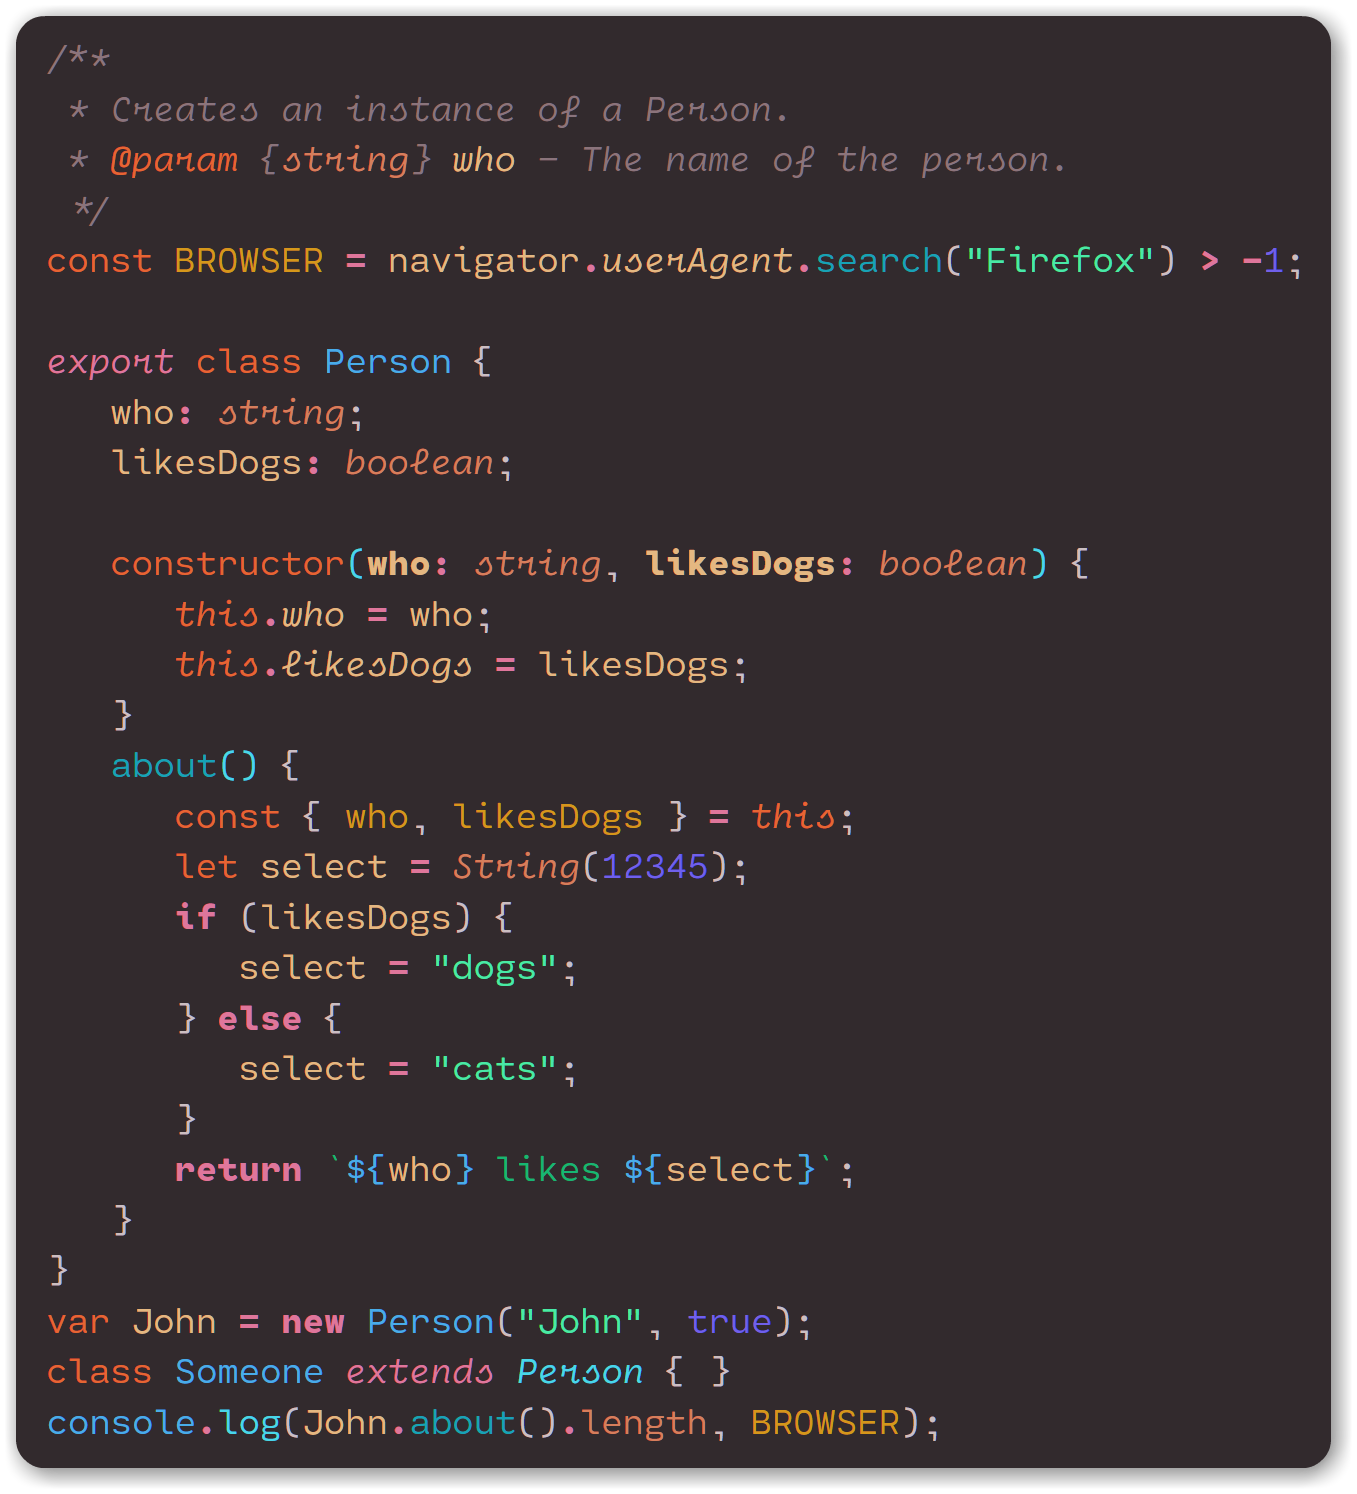 /**
 * Creates an instance of a Person.
 * @param {string} who - The name of the person.
 */
const BROWSER = navigator.userAgent.search("Firefox") > -1;

export class Person {
   who: string;
   likesDogs: boolean;

   constructor(who: string, likesDogs: boolean) {
      this.who = who;
      this.likesDogs = likesDogs;
   }
   about() {
      const { who, likesDogs } = this;
      let select = String(12345);
      if (likesDogs) {
         select = "dogs";
      } else {
         select = "cats";
      }
      return `${who} likes ${select}`;
   }
}
var John = new Person("John", true);
class Someone extends Person { }
console.log(John.about().length, BROWSER);